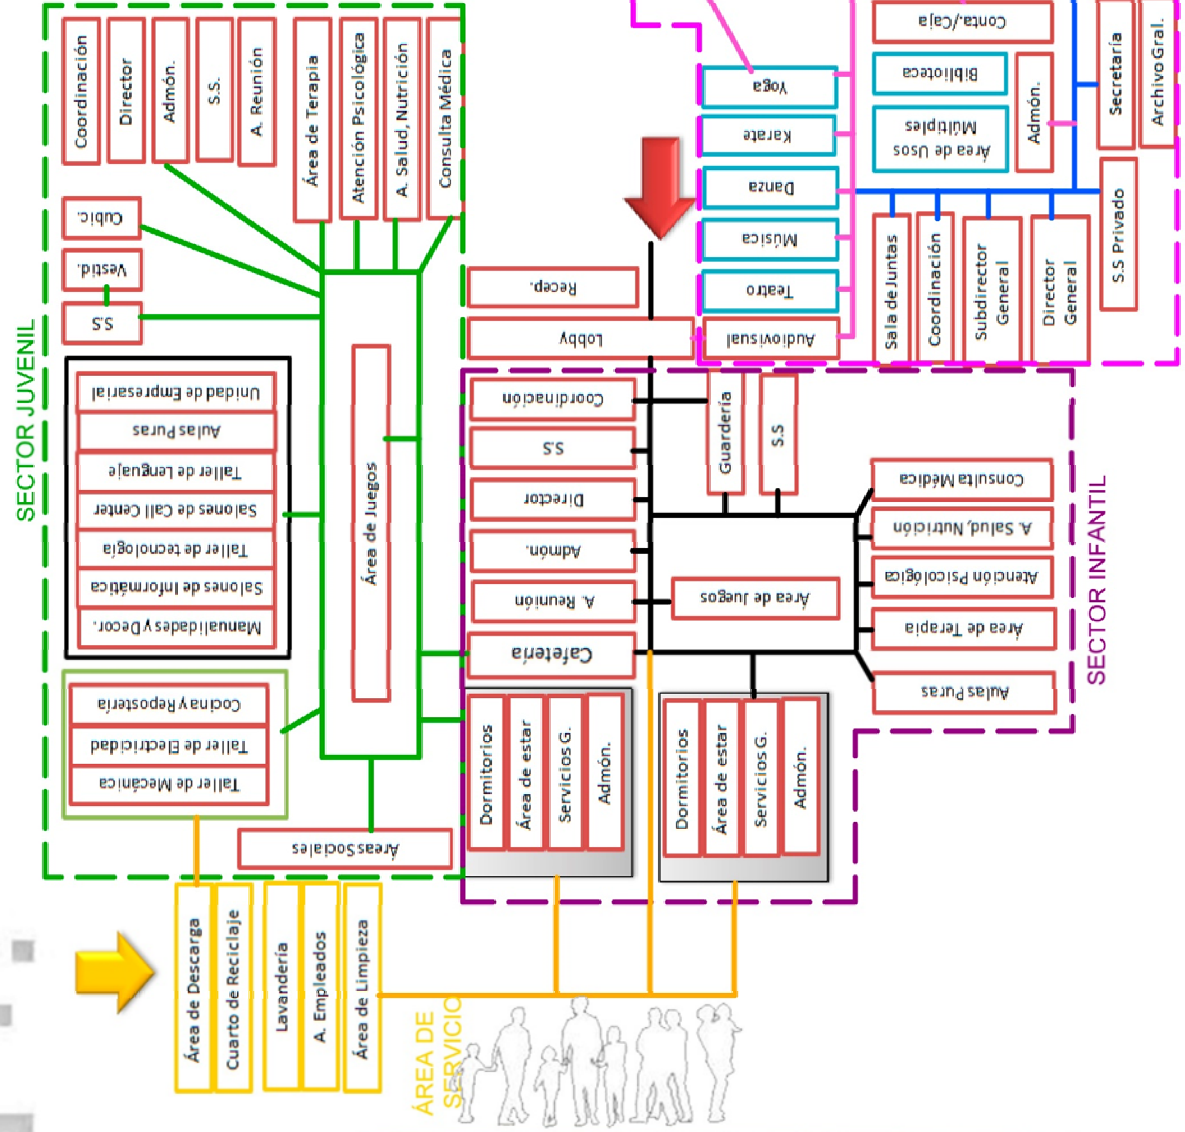 SECTOR JUVENIL
Coordinación
Director
Admón.
S.S.
A. Reunión
Área de Terapia
Atención Psicológica
A. Salud, Nutrición
Consulta Médica
Cubic.
Vestid.
S.S
Unidad de Empresarial
Aulas Puras
Taller de Lenguaje
Salones de Call Center
Taller de tecnología
Salones de Informática
Manualidades y Decor.
Cocina y Repostería
Taller de Electricidad
Taller de Mecánica
Área de Juegos
Áreas Sociales
Recep.
Lobby
Yoga
Karate
Danza
Música
Teatro
Audiovisual
Conta./Caja
Biblioteca
Área de Usos
Múltiples
Admón.
Secretaría
Archivo Gral.
Sala de Juntas
Coordinación
Subdirector
General
Director
General
S.S Privado
SECTOR INFANTIL
Coordinación
S.S
Director
Admón.
A. Reunión
Cafetería
Guardería
S.S
Área de Juegos
Consulta Médica
A. Salud, Nutrición
Atención Psicológica
Área de Terapia
Aulas Puras
Dormitorios
Área de estar
Servicios G.
Admón.
Dormitorios
Área de estar
Servicios G.
Admón.
Área de Descarga
Cuarto de Reciclaje
Lavandería
A. Empleados
Área de Limpieza
ÁREA DE
SERVICIO